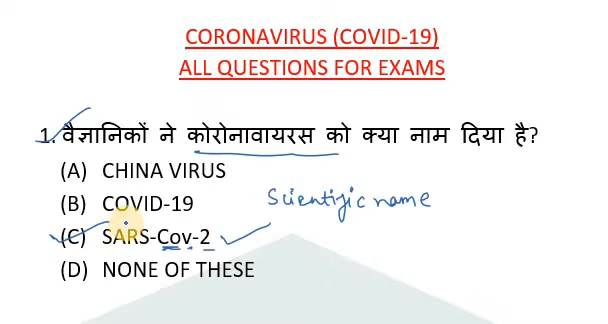 CORONAVIRUS (COVID-19)
ALL QUESTIONS FOR EXAMS
1. वैज्ञानिकों ने कोरोनावायरस को क्या नाम दिया है?
(A) CHINA VIRUS
(B) COVID-19
Scientific name
(C) SARS-Cov-2
(D) NONE OF THESE